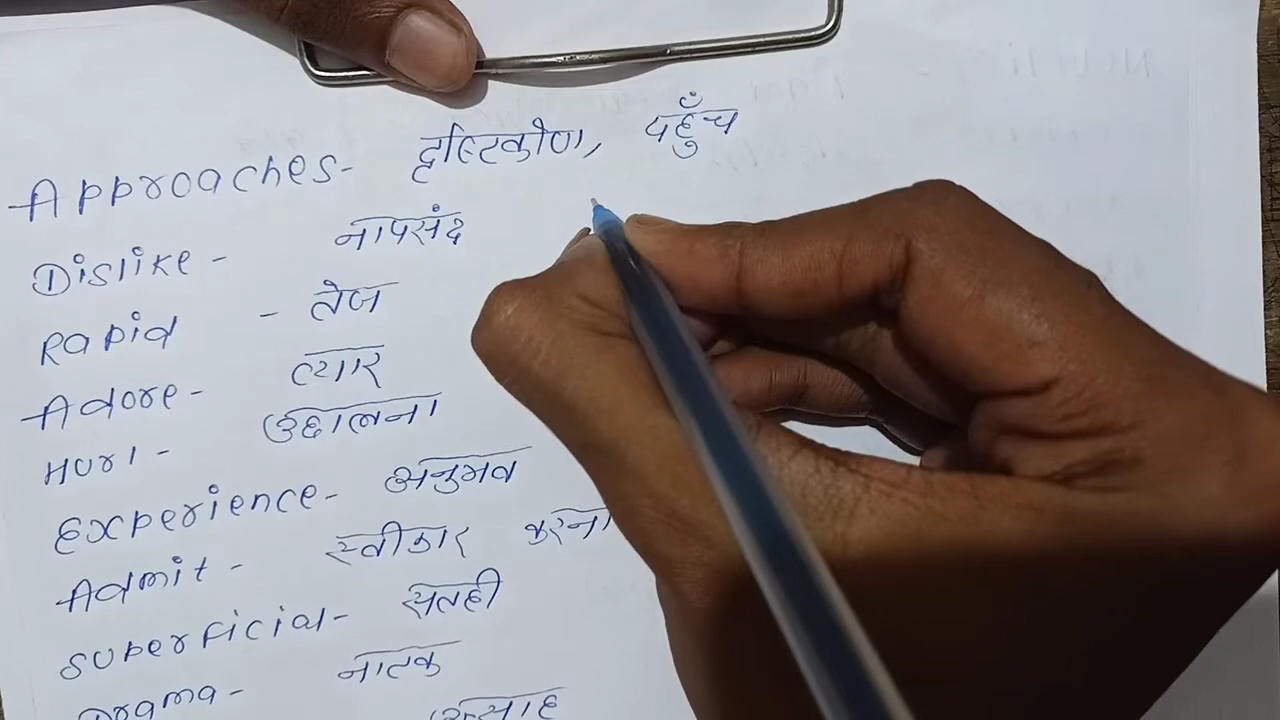 Approaches- दृष्टिकोण, पहुँच
Dislike - नापसंद
Rapid - तेज
Adore - प्यार
Hurl - उछालना
Experience - अनुभव
Admit - स्वीकार करना
Superficial - सतही
Drama - नाटक